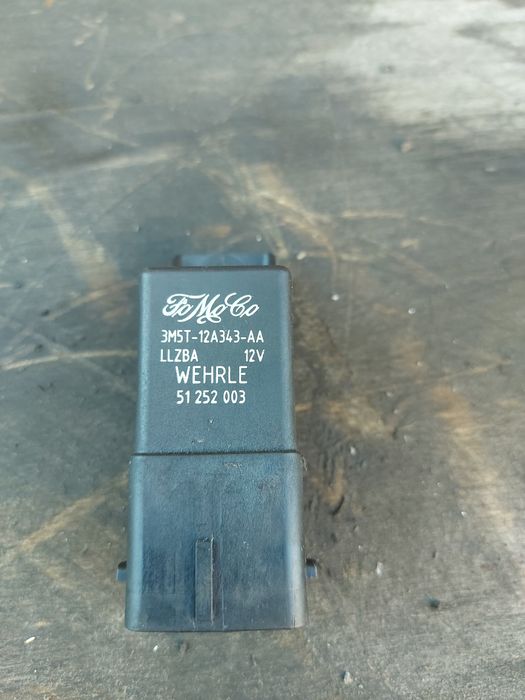 FoMoCo
3M5T-12A343-AA
LLZBA 12V
WEHRLE
51 252 003